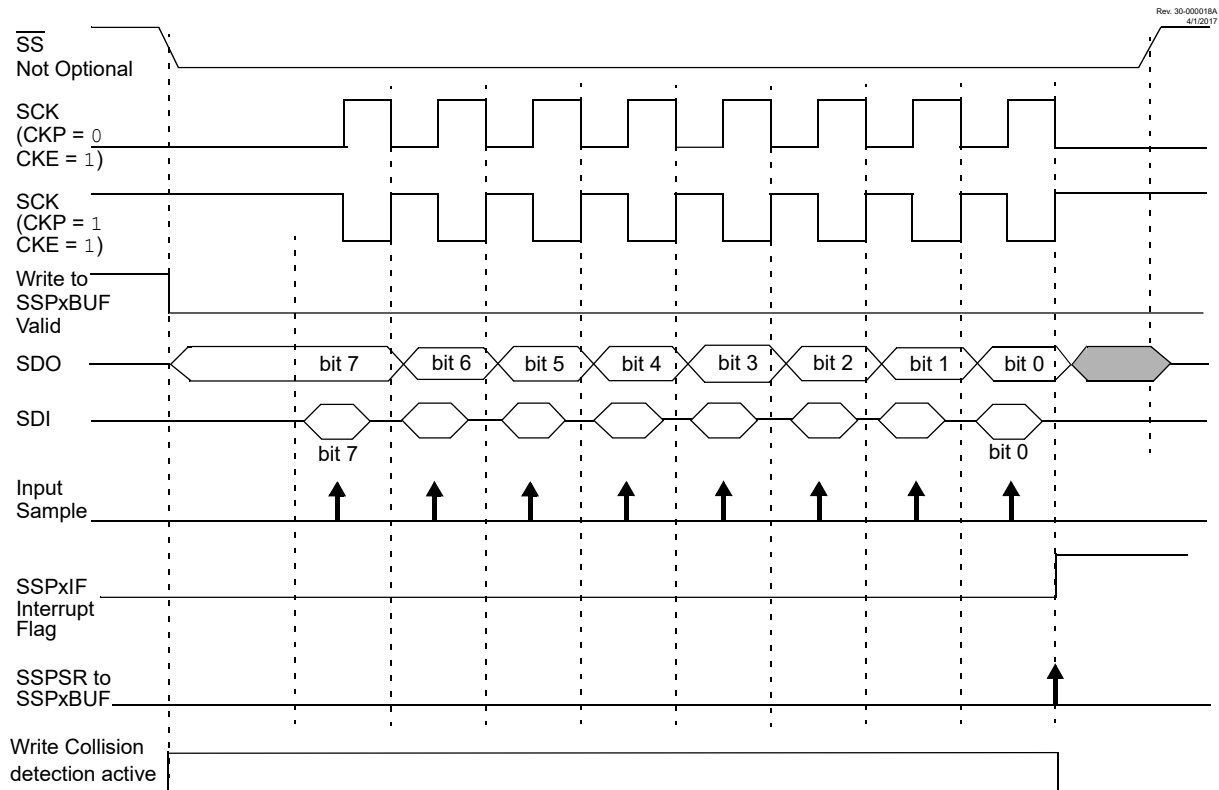 Rev. 30-000018A
4/1/2017
SS
Not Optional
SCK
(CKP = 0
CKE = 1)
SCK
(CKP = 1
CKE = 1)
Write to
SSPxBUF
Valid
SDO
bit 7 bit 6 bit 5 bit 4 bit 3 bit 2 bit 1 bit 0
SDI
bit 7 bit 0
Input
Sample
SSPxIF
Interrupt
Flag
SSPSR to
SSPxBUF
Write Collision
detection active